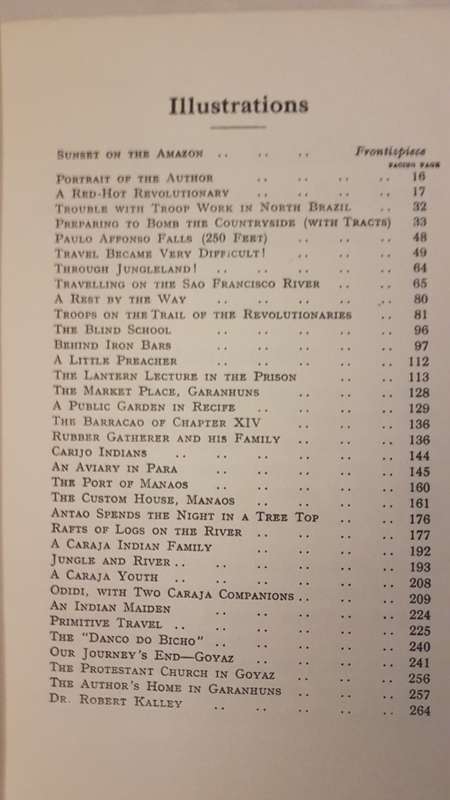 Illustrations
SUNSET ON THE AMAZON .. .. .. Frontispiece
FACING PAGE
PORTRAIT OF THE AUTHOR .. .. .. .. 16
A RED-HOT REVOLUTIONARY .. .. .. .. 17
TROUBLE WITH TROOP WORK IN NORTH BRAZIL .. 32
PREPARING TO BOMB THE COUNTRYSIDE (WITH TRACTS) 33
PAULO AFFONSO FALLS (250 FEET) .. .. .. 48
TRAVEL BECAME VERY DIFFICULT! .. .. .. 49
THROUGH JUNGLELAND! .. .. .. .. .. 64
TRAVELLING ON THE SAO FRANCISCO RIVER .. .. 65
A REST BY THE WAY .. .. .. .. .. 80
TROOPS ON THE TRAIL OF THE REVOLUTIONARIES .. 81
THE BLIND SCHOOL .. .. .. .. .. 96
BEHIND IRON BARS .. .. .. .. .. 97
A LITTLE PREACHER .. .. .. .. .. 112
THE LANTERN LECTURE IN THE PRISON .. .. 113
THE MARKET PLACE, GARANHUNS .. .. .. 128
A PUBLIC GARDEN IN RECIFE .. .. .. .. 129
THE BARRACAO OF CHAPTER XIV .. .. .. 136
RUBBER GATHERER AND HIS FAMILY .. .. .. 136
CARIJO INDIANS .. .. .. .. .. .. 144
AN AVIARY IN PARA .. .. .. .. .. 145
THE PORT OF MANAOS .. .. .. .. .. 160
THE CUSTOM HOUSE, MANAOS .. .. .. .. 161
ANTAO SPENDS THE NIGHT IN A TREE TOP .. .. 176
RAFTS OF LOGS ON THE RIVER .. .. .. .. 177
A CARAJA INDIAN FAMILY .. .. .. .. 192
JUNGLE AND RIVER .. .. .. .. .. .. 193
A CARAJA YOUTH .. .. .. .. .. .. 208
ODIDI, WITH TWO CARAJA COMPANIONS .. .. .. 209
AN INDIAN MAIDEN .. .. .. .. .. 224
PRIMITIVE TRAVEL .. .. .. .. .. .. 225
THE "DANCO DO BICHO" .. .. .. .. .. 240
OUR JOURNEY'S END—GOYAZ .. .. .. .. 241
THE PROTESTANT CHURCH IN GOYAZ .. .. .. 256
THE AUTHOR'S HOME IN GARANHUNS .. .. .. 257
DR. ROBERT KALLEY .. .. .. .. .. 264